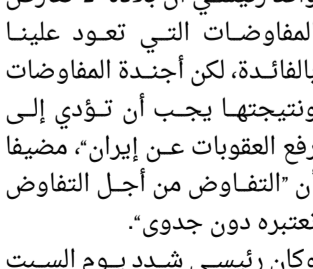 المفاوضات التي تعود علينا
بالفائدة، لكن أجندة المفاوضات
ونتيجتها يجب أن تؤدي إلى
رفع العقوبات عن إيران“، مضيفا
أن ”التفاوض من أجل التفاوض
نعتبره دون جدوى“.
وكان رئيسي شدد يوم السبت